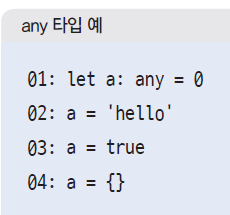 any 타입 예
01: let a: any = 0
02: a = 'hello'
03: a = true
04: a = {}